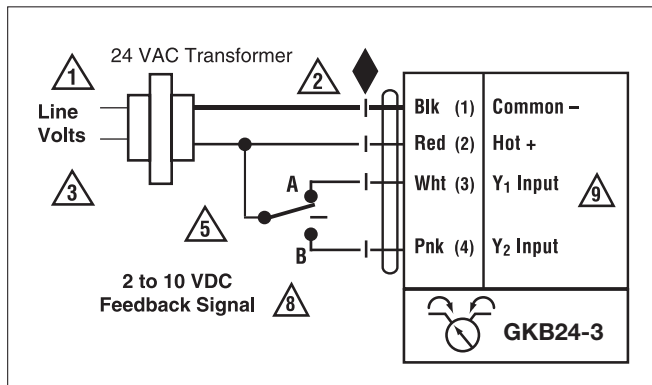 24 VAC Transformer
1
2
Line
Volts
3
Blk (1) Common –
Red (2) Hot +
A
Wht (3) Y₁ Input
9
5
B
Pnk (4) Y₂ Input
2 to 10 VDC
Feedback Signal
8
GKB24-3